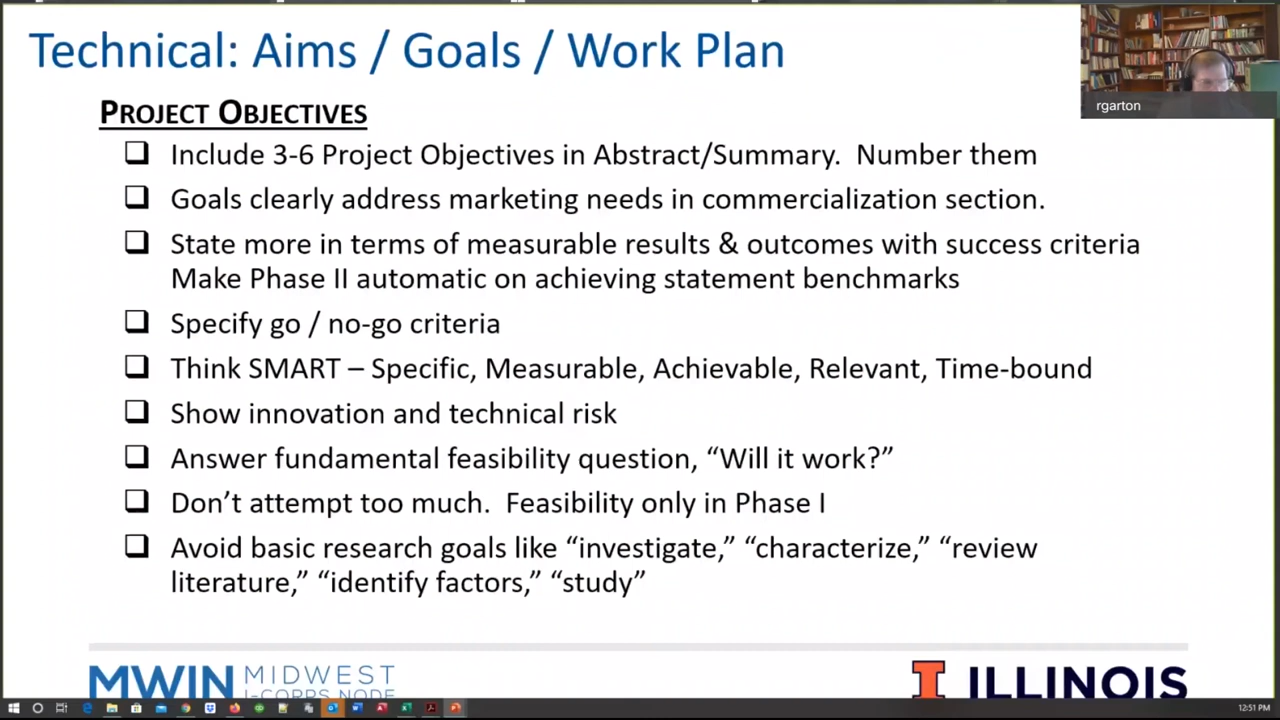 Technical: Aims / Goals / Work Plan
rgarton
PROJECT OBJECTIVES
Include 3-6 Project Objectives in Abstract/Summary. Number them
Goals clearly address marketing needs in commercialization section.
State more in terms of measurable results & outcomes with success criteria
Make Phase II automatic on achieving statement benchmarks
Specify go / no-go criteria
Think SMART – Specific, Measurable, Achievable, Relevant, Time-bound
Show innovation and technical risk
Answer fundamental feasibility question, “Will it work?”
Don’t attempt too much. Feasibility only in Phase I
Avoid basic research goals like “investigate,” “characterize,” “review
literature,” “identify factors,” “study”
MWIN MIDWEST
I-CORPS NODE
I ILLINOIS
12:51 PM